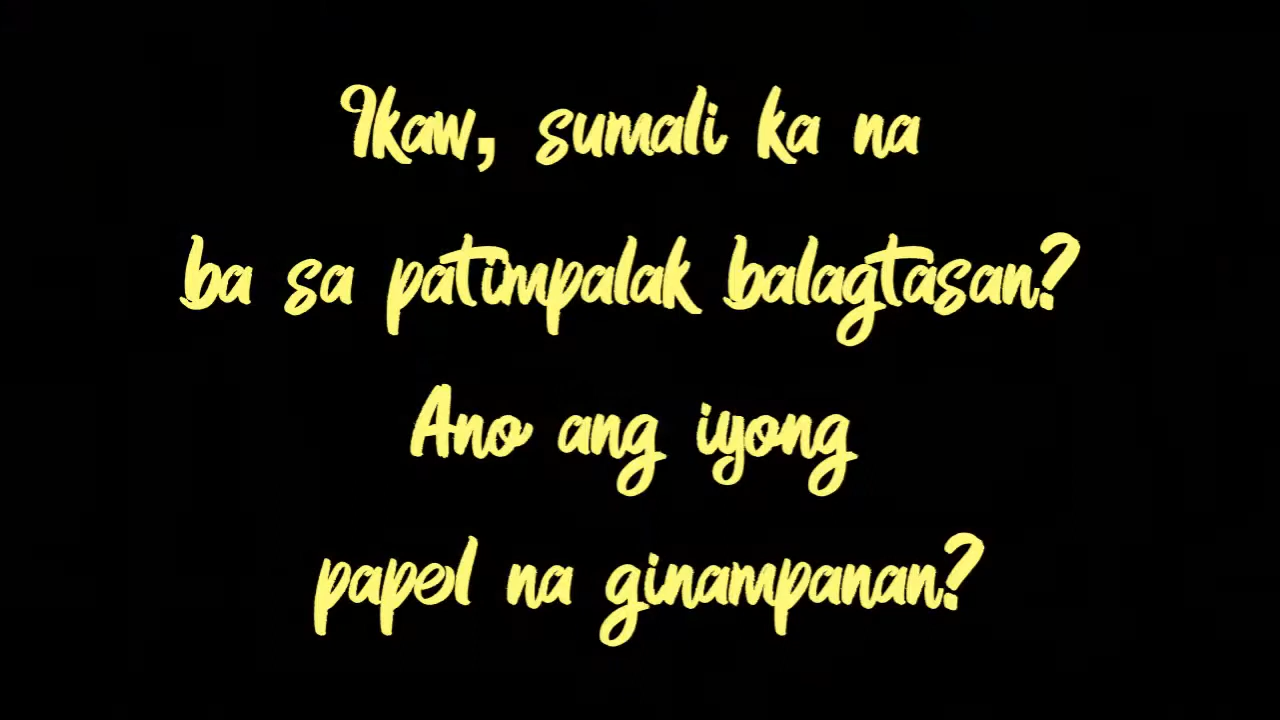 Ikaw, sumali ka na
ba sa patimpalak balagtasan?
Ano ang iyong
papel na ginampanan?